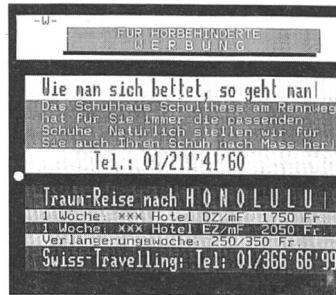 -W-
FÜR HÖRBEHINDERTE
WERBUNG
Wie man sich bettet, so geht man!
Das Schuhhaus Schulthess am Rennweg
hat für Sie immer die passenden
Schuhe. Natürlich stellen wir für
Sie auch Ihren Schuh nach Mass her!
Tel.: 01/211'41'60
Traum-Reise nach HONOLULU!
1 Woche: *** Hotel DZ/mF 1750 Fr.
1 Woche: *** Hotel EZ/mF 2050 Fr.
Verlängerungswoche: 250/350 Fr.
Swiss-Travelling: Tel: 01/366'66'99